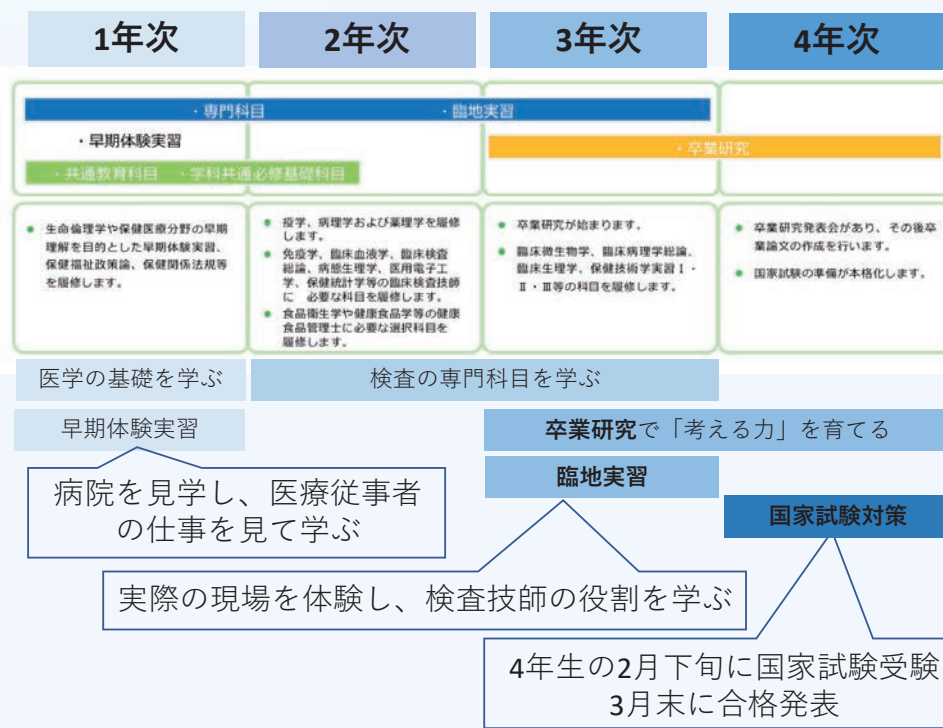 1年次
2年次
3年次
4年次
・専門科目
・臨地実習
・早期体験実習
・卒業研究
・共通教育科目 ・学科共通必修基礎科目
● 生命倫理学や保健医療分野の早期
理解を目的とした早期体験実習、
保健福祉政策論、保健関係法規等
を履修します。
● 疫学、病理学および薬理学を履修
します。
● 免疫学、臨床血液学、臨床検査
総論、病態生理学、医用電子工
学、保健統計学等の臨床検査技師
に 必要な科目を履修します。
● 食品衛生学や健康食品学等の健康
食品管理士に必要な選択科目を
履修します。
● 卒業研究が始まります。
● 臨床微生物学、臨床病理学総論、
臨床生理学、保健技術学実習Ⅰ・
Ⅱ・Ⅲ等の科目を履修します。
● 卒業研究発表会があり、その後卒
業論文の作成を行います。
● 国家試験の準備が本格化します。
医学の基礎を学ぶ
検査の専門科目を学ぶ
早期体験実習
卒業研究で「考える力」を育てる
臨地実習
病院を見学し、医療従事者
の仕事を見て学ぶ
国家試験対策
実際の現場を体験し、検査技師の役割を学ぶ
4年生の2月下旬に国家試験受験
3月末に合格発表